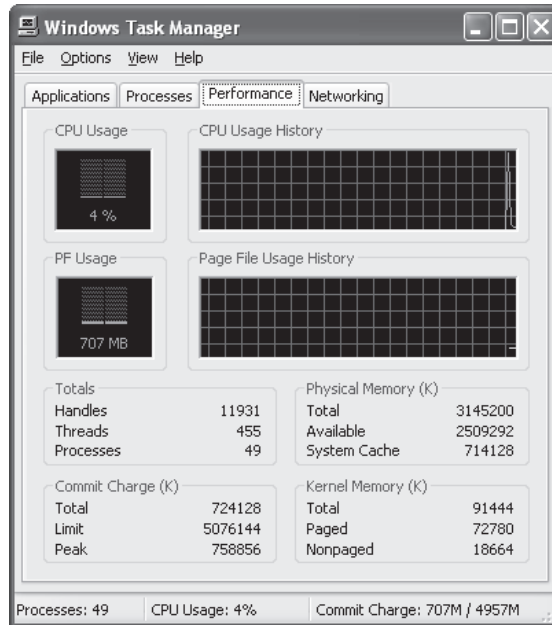 Windows Task Manager
File Options View Help
Applications Processes Performance Networking
CPU Usage
4 %
CPU Usage History
PF Usage
707 MB
Page File Usage History
Totals
Handles 11931
Threads 455
Processes 49
Physical Memory (K)
Total 3145200
Available 2509292
System Cache 714128
Commit Charge (K)
Total 724128
Limit 5076144
Peak 758856
Kernel Memory (K)
Total 91444
Paged 72780
Nonpaged 18664
Processes: 49 CPU Usage: 4% Commit Charge: 707M / 4957M